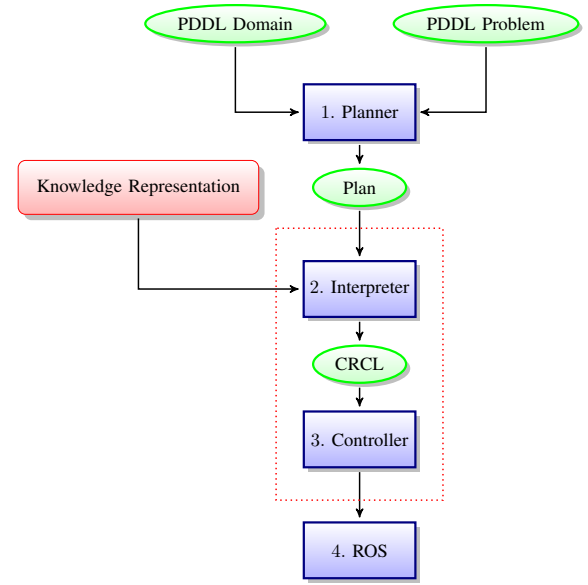 PDDL Domain
PDDL Problem
1. Planner
Knowledge Representation
Plan
2. Interpreter
CRCL
3. Controller
4. ROS